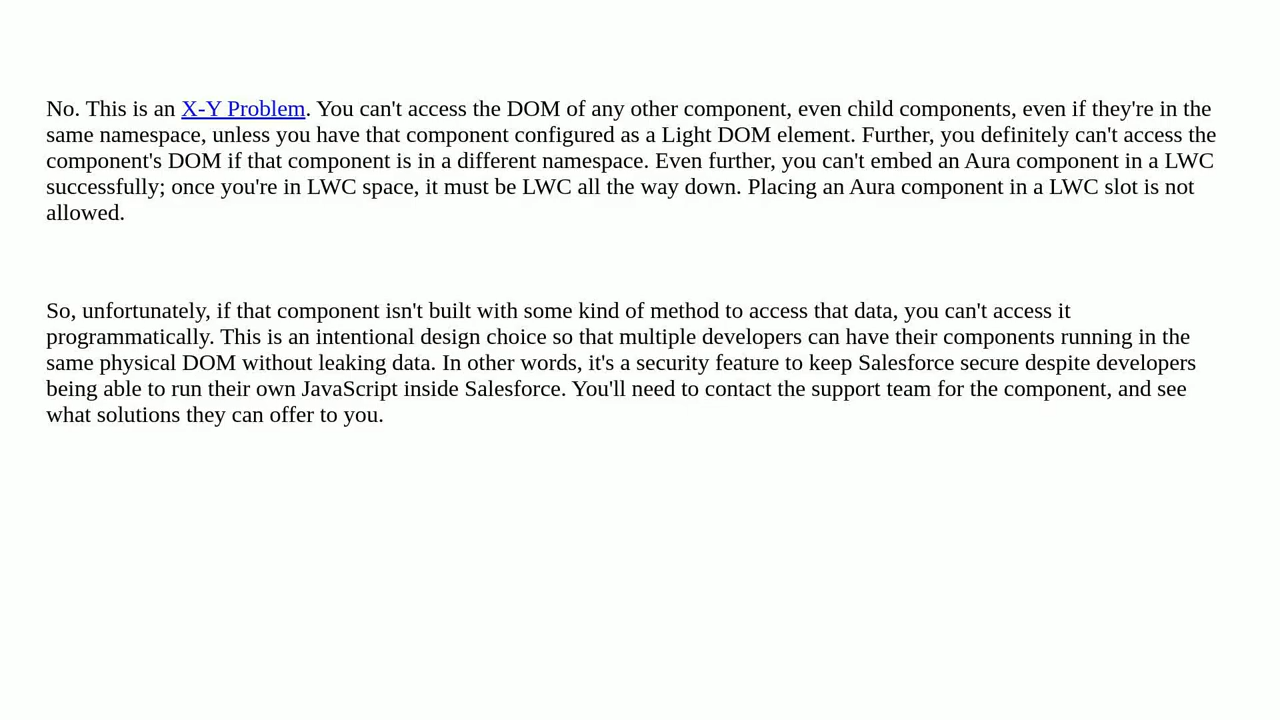 No. This is an X-Y Problem. You can't access the DOM of any other component, even child components, even if they're in the
same namespace, unless you have that component configured as a Light DOM element. Further, you definitely can't access the
component's DOM if that component is in a different namespace. Even further, you can't embed an Aura component in a LWC
successfully; once you're in LWC space, it must be LWC all the way down. Placing an Aura component in a LWC slot is not
allowed.
So, unfortunately, if that component isn't built with some kind of method to access that data, you can't access it
programmatically. This is an intentional design choice so that multiple developers can have their components running in the
same physical DOM without leaking data. In other words, it's a security feature to keep Salesforce secure despite developers
being able to run their own JavaScript inside Salesforce. You'll need to contact the support team for the component, and see
what solutions they can offer to you.